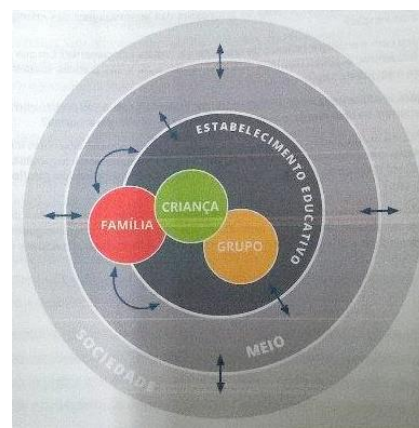 ESTABELECIMENTO EDUCATIVO
CRIANÇA
FAMÍLIA
GRUPO
MEIO
SOCIEDADE